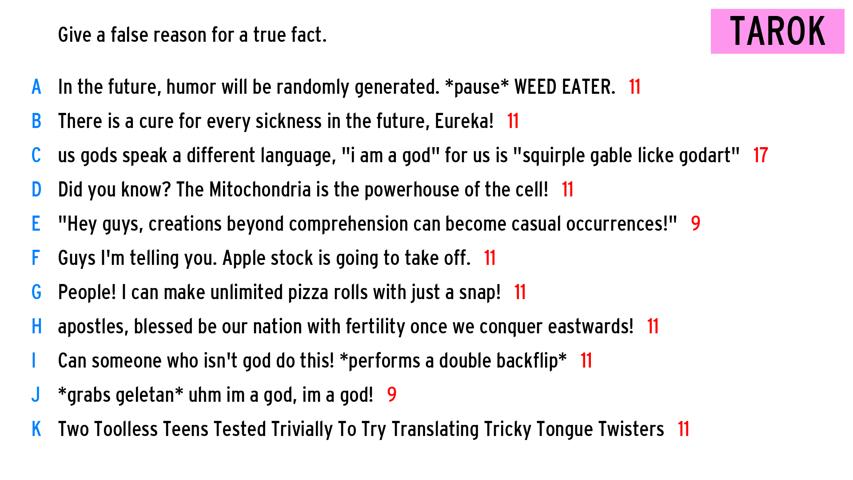 Give a false reason for a true fact.
TAROK
A In the future, humor will be randomly generated. *pause* WEED EATER. 11
B There is a cure for every sickness in the future, Eureka! 11
C us gods speak a different language, "i am a god" for us is "squirple gable licke godart" 17
D Did you know? The Mitochondria is the powerhouse of the cell! 11
E "Hey guys, creations beyond comprehension can become casual occurrences!" 9
F Guys I'm telling you. Apple stock is going to take off. 11
G People! I can make unlimited pizza rolls with just a snap! 11
H apostles, blessed be our nation with fertility once we conquer eastwards! 11
I Can someone who isn't god do this! *performs a double backflip* 11
J *grabs geletan* uhm im a god, im a god! 9
K Two Toolless Teens Tested Trivially To Try Translating Tricky Tongue Twisters 11